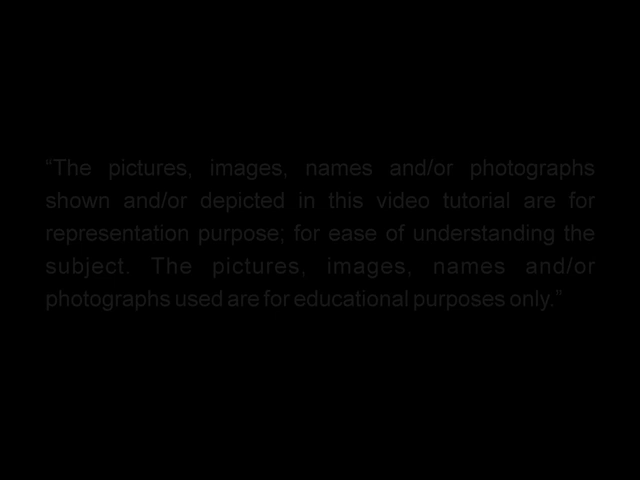 “The pictures, images, names and/or photographs
shown and/or depicted in this video tutorial are for
representation purpose; for ease of understanding the
subject. The pictures, images, names and/or
photographs used are for educational purposes only.”